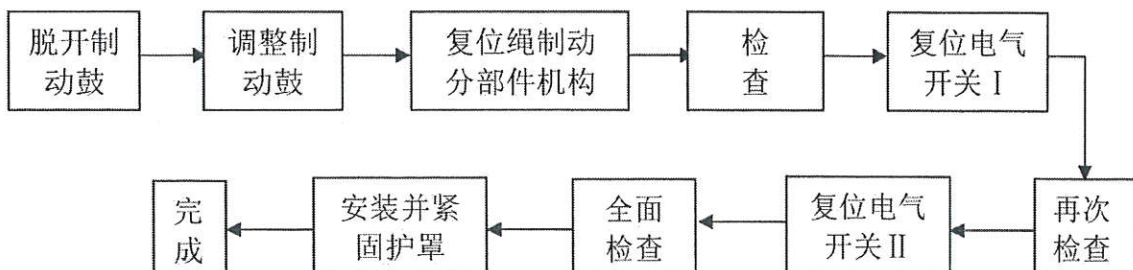 脱开制
动鼓
调整制
动鼓
复位绳制动
分部件机构
检
查
复位电气
开关Ⅰ
再次
检查
复位电气
开关Ⅱ
全面
检查
安装并紧
固护罩
完
成